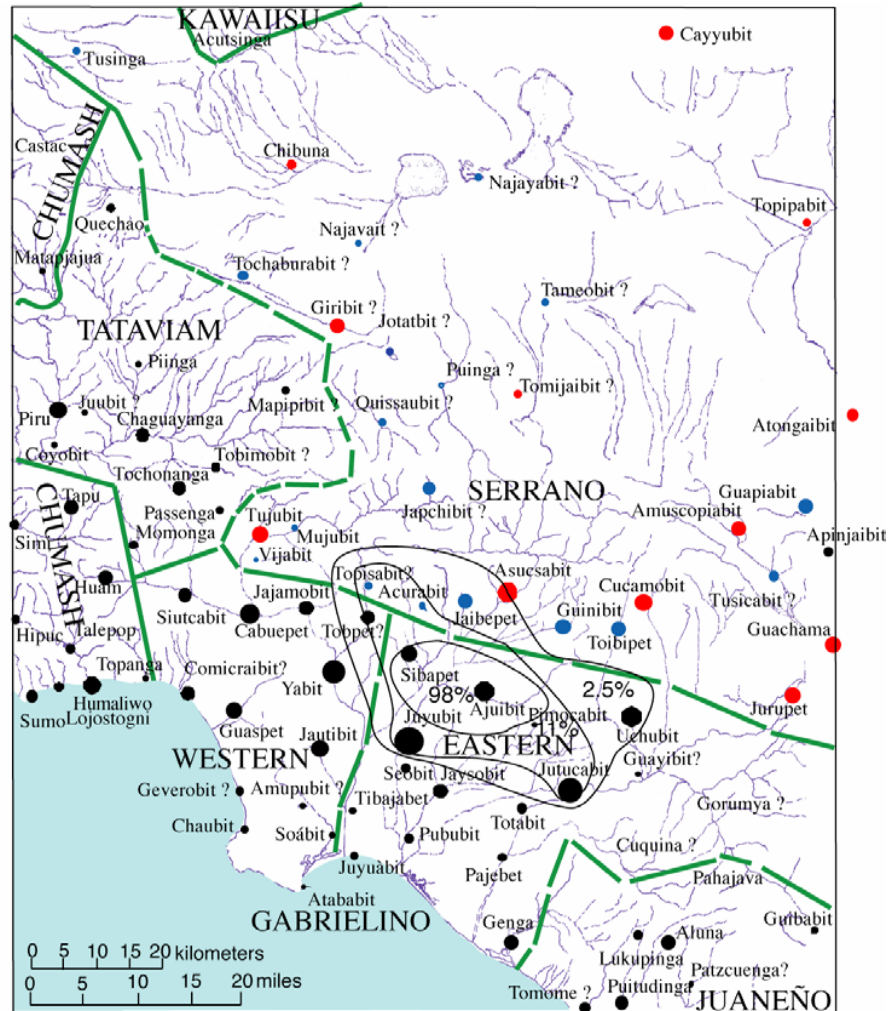 KAWAIISU
Acutsinga
Cayyubit
Tusinga
CHUMASH
Castac
Chibuna
Najayabit ?
Quechao
Topipabit
Najavait ?
Matapjajua
Tochaburabit ?
Tameobit ?
Giribit ?
TATAVIAM
Jotatbit ?
Piinga
Puinga ?
Tomijaibit ?
Juubit ?
Mapipibit ?
Quissaubit ?
Piru
Chaguayanga
Atongaibit
Coyobit
Tobimobit ?
Tochonanga
SERRANO
Guapiabit
CHUMASH
Tapu
Passenga
Tujubit
Japchibit ?
Amuscopiabit
Simi
Momonga
Mujubit
Apinjaibit
Vijabit
Topisabit?
Asucsabit
Huam
Jajamobit
Acurabit
Cucamobit
Tusicabit ?
Siutcabit
Cabuepet
Tobpet?
Jaibepet
Guinibit
Toibipet
Guachama
Hipuc
Talepop
Topanga
Comicraibit?
Sibapet
Yabit
98%
Ajuibit
2.5%
Jurupet
Sumo
Humaliwo
Lojostogni
Guaspet
Juyubit
Pimocabit
11%
Uchubit
WESTERN
Jautibit
EASTERN
Guayibit?
Seobit
Jaysobit
Jutucabit
Geverobit ?
Amupubit ?
Tibajabet
Totabit
Gorumya ?
Chaubit
Soábit
Pububit
Cuquina ?
Juyuàbit
Pajebet
Pahajava
Atababit
GABRIELINO
Genga
Guibabit
Aluna
Lukupinga
0 5 10 15 20 kilometers
Patzcuenga?
0 5 10 20 miles
Tomome ?
Puitudinga
JUANEÑO